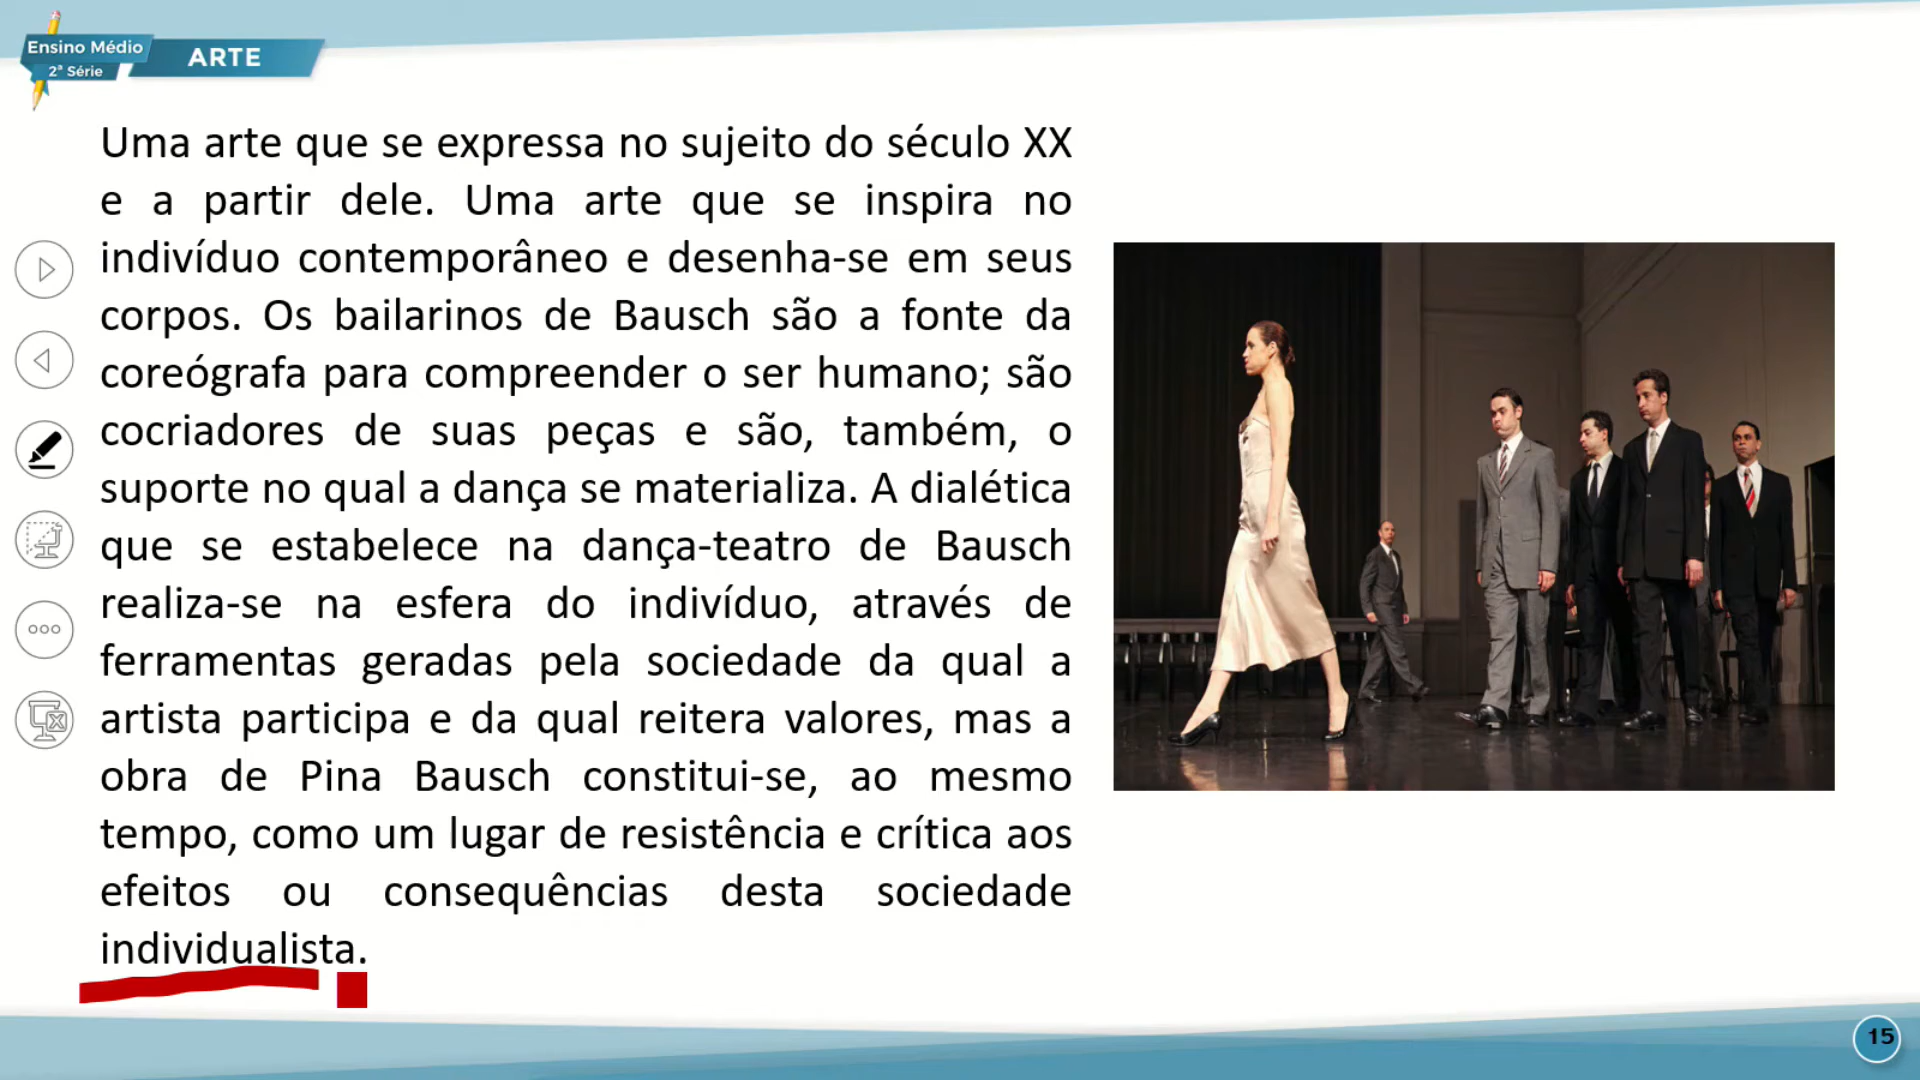 Ensino Médio
2ª Série
ARTE
Uma arte que se expressa no sujeito do século XX
e a partir dele. Uma arte que se inspira no
indivíduo contemporâneo e desenha-se em seus
corpos. Os bailarinos de Bausch são a fonte da
coreógrafa para compreender o ser humano; são
cocriadores de suas peças e são, também, o
suporte no qual a dança se materializa. A dialética
que se estabelece na dança-teatro de Bausch
realiza-se na esfera do indivíduo, através de
ferramentas geradas pela sociedade da qual a
artista participa e da qual reitera valores, mas a
obra de Pina Bausch constitui-se, ao mesmo
tempo, como um lugar de resistência e crítica aos
efeitos ou consequências desta sociedade
individualista.
15